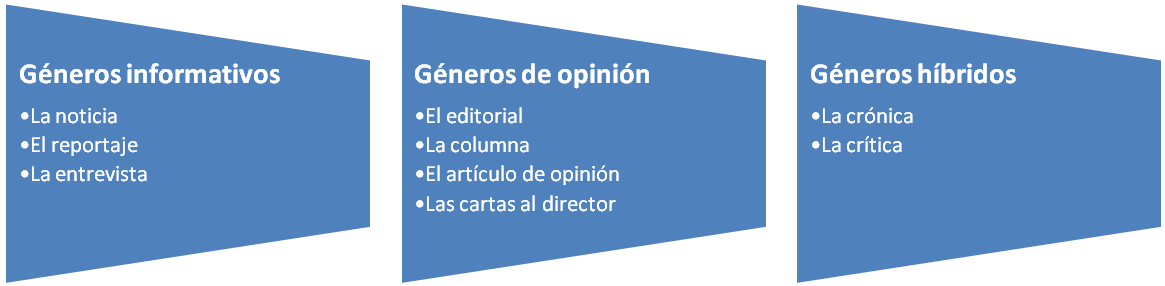 Géneros informativos
•La noticia
•El reportaje
•La entrevista
Géneros de opinión
•El editorial
•La columna
•El artículo de opinión
•Las cartas al director
Géneros híbridos
•La crónica
•La crítica